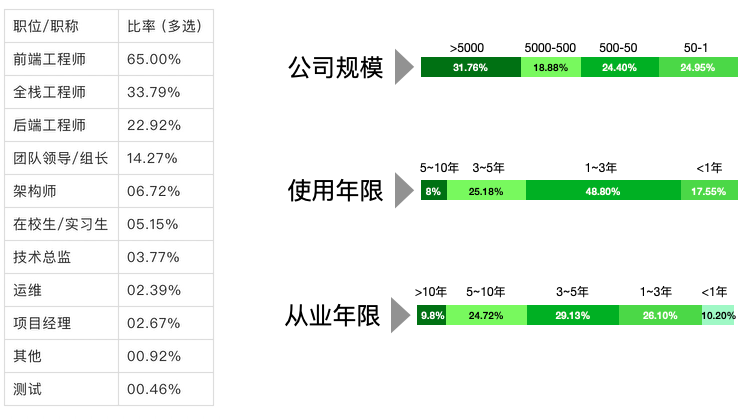 职位/职称 比率 (多选)
前端工程师 65.00%
全栈工程师 33.79%
后端工程师 22.92%
团队领导/组长 14.27%
架构师 06.72%
在校生/实习生 05.15%
技术总监 03.77%
运维 02.39%
项目经理 02.67%
其他 00.92%
测试 00.46%
>5000 5000-500 500-50 50-1
公司规模 31.76% 18.88% 24.40% 24.95%
5~10年 3~5年 1~3年 <1年
使用年限 8% 25.18% 48.80% 17.55%
>10年 5~10年 3~5年 1~3年 <1年
从业年限 9.8% 24.72% 29.13% 26.10% 10.20%